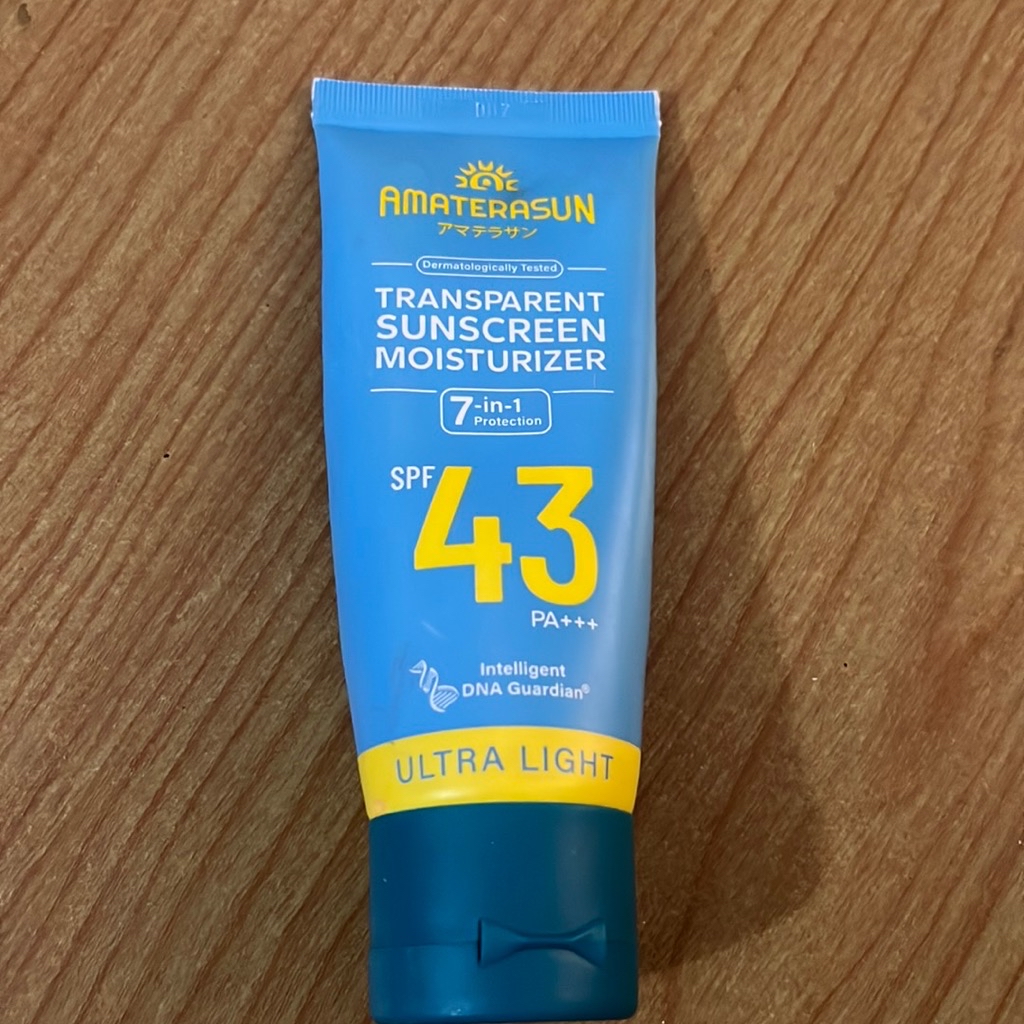 AMATERASUN
アマテラサン
Dermatologically Tested
TRANSPARENT
SUNSCREEN
MOISTURIZER
7-in-1
Protection
SPF 43
PA+++
Intelligent
DNA Guardian®
ULTRA LIGHT